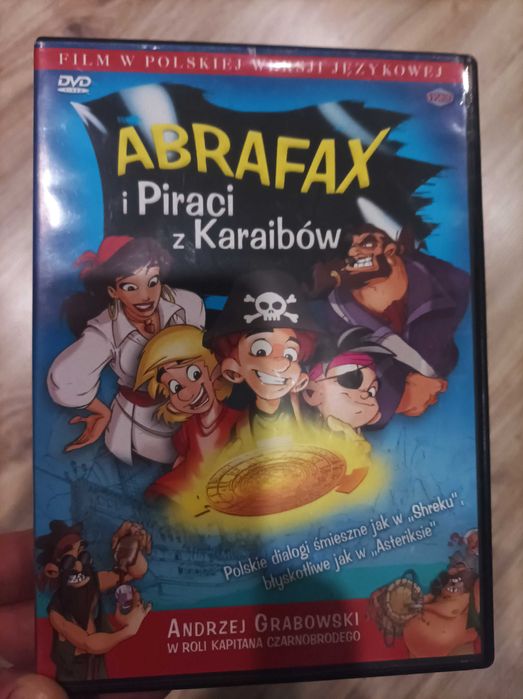 FILM W POLSKIEJ WERSJI JĘZYKOWEJ
DVD
VIDEO
ABRAFAX
i Piraci
z Karaibów
Polskie dialogi śmieszne jak w „Shreku",
błyskotliwe jak w „Asteriksie"
ANDRZEJ GRABOWSKI
W ROLI KAPITANA CZARNOBRODEGO